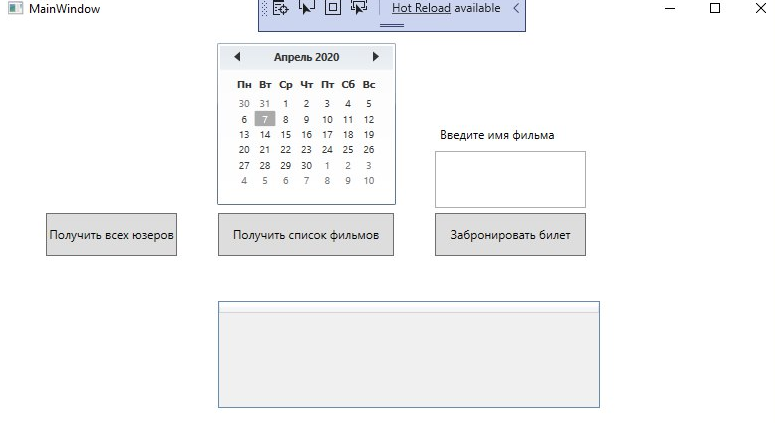 MainWindow
Hot Reload available
Апрель 2020
Пн Вт Ср Чт Пт Сб Вс
30 31 1 2 3 4 5
6 7 8 9 10 11 12
13 14 15 16 17 18 19
20 21 22 23 24 25 26
27 28 29 30 1 2 3
4 5 6 7 8 9 10
Введите имя фильма
Получить всех юзеров
Получить список фильмов
Забронировать билет